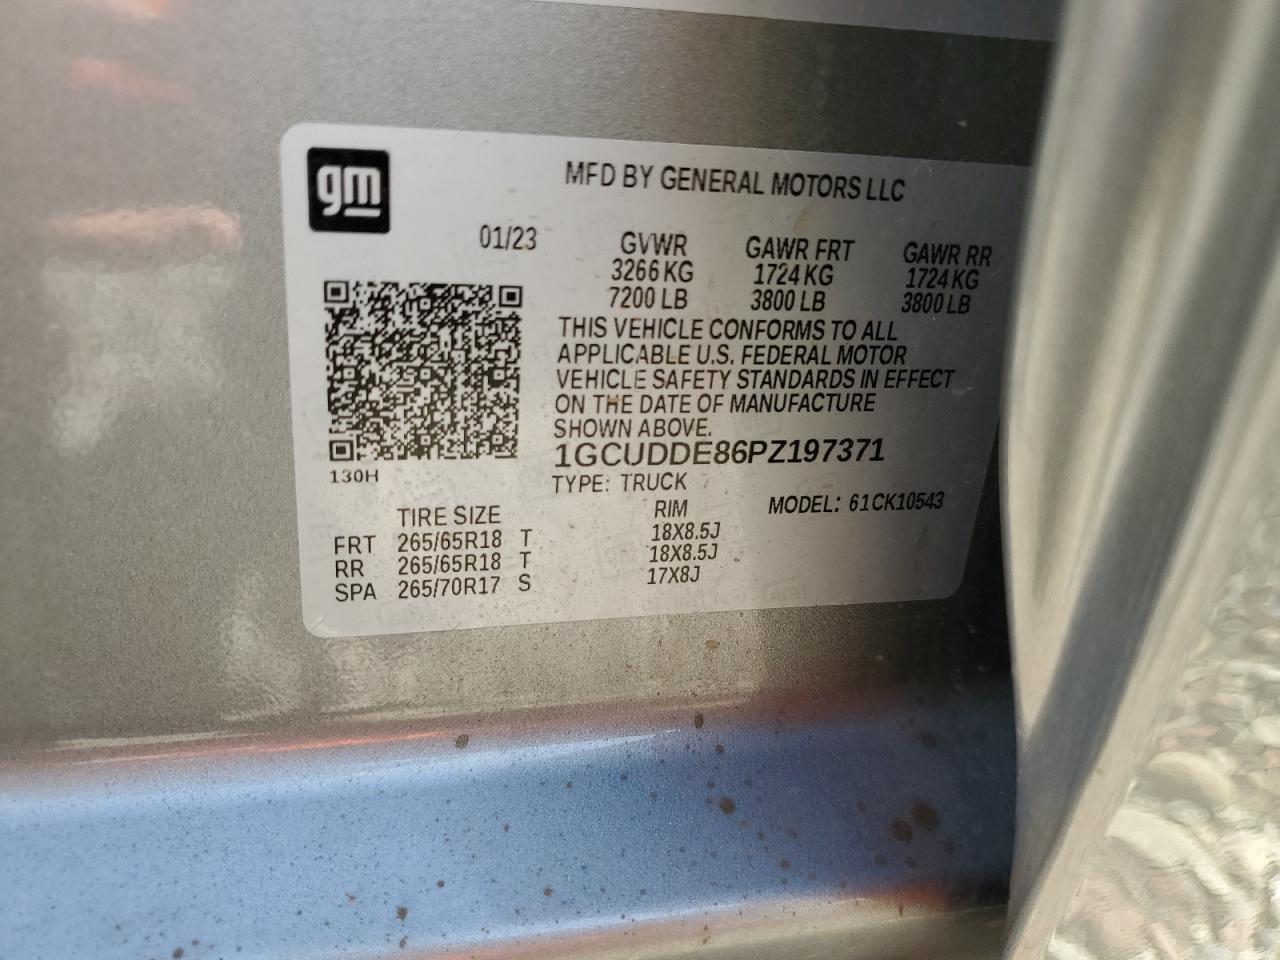 gm
MFD BY GENERAL MOTORS LLC
01/23 GVWR GAWR FRT GAWR RR
3266 KG 1724 KG 1724 KG
7200 LB 3800 LB 3800 LB
THIS VEHICLE CONFORMS TO ALL
APPLICABLE U.S. FEDERAL MOTOR
VEHICLE SAFETY STANDARDS IN EFFECT
ON THE DATE OF MANUFACTURE
SHOWN ABOVE.
1GCUDDE86PZ197371
130H
TYPE: TRUCK
MODEL: 61CK10543
TIRE SIZE RIM
FRT 265/65R18 T 18X8.5J
RR 265/65R18 T 18X8.5J
SPA 265/70R17 S 17X8J